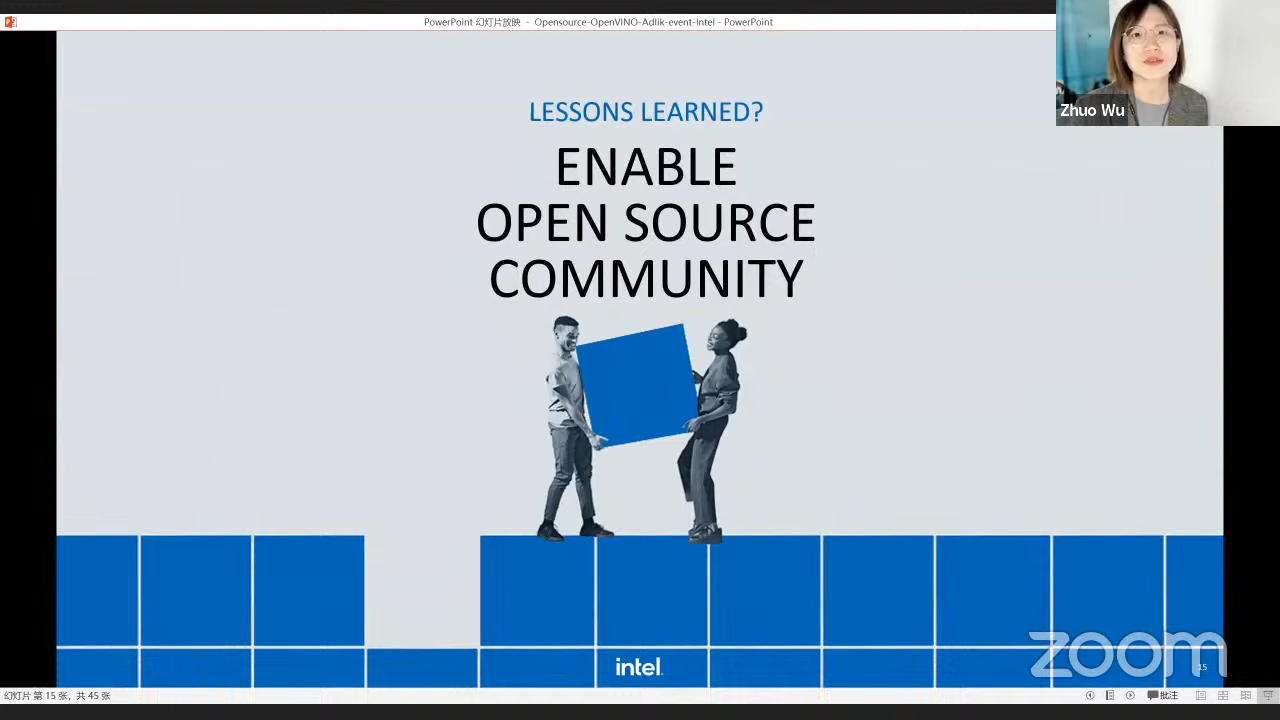 PowerPoint 幻灯片放映 - Opensource-OpenVINO-Adlik-event-Intel - PowerPoint
Zhuo Wu
LESSONS LEARNED?
ENABLE
OPEN SOURCE
COMMUNITY
intel.
zoom
15
幻灯片 第 15 张，共 45 张
批注